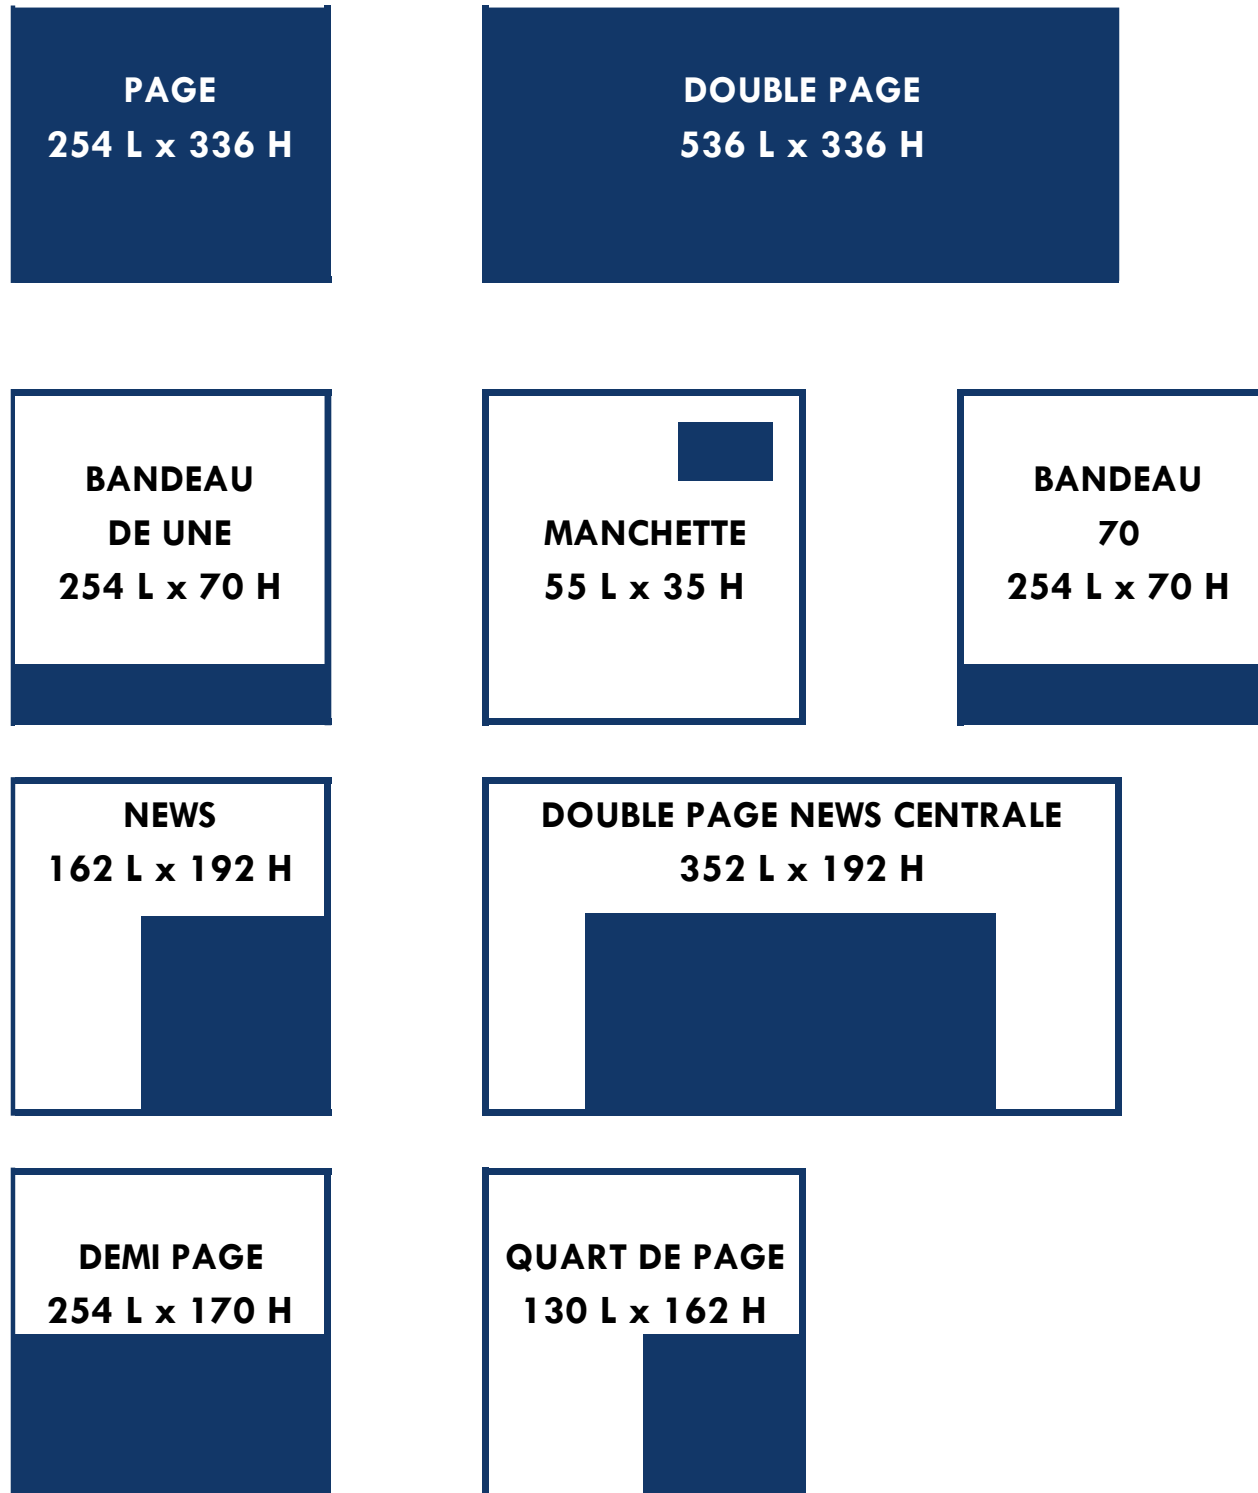 PAGE
254 L x 336 H
DOUBLE PAGE
536 L x 336 H
BANDEAU
DE UNE
254 L x 70 H
MANCHETTE
55 L x 35 H
BANDEAU
70
254 L x 70 H
NEWS
162 L x 192 H
DOUBLE PAGE NEWS CENTRALE
352 L x 192 H
DEMI PAGE
254 L x 170 H
QUART DE PAGE
130 L x 162 H